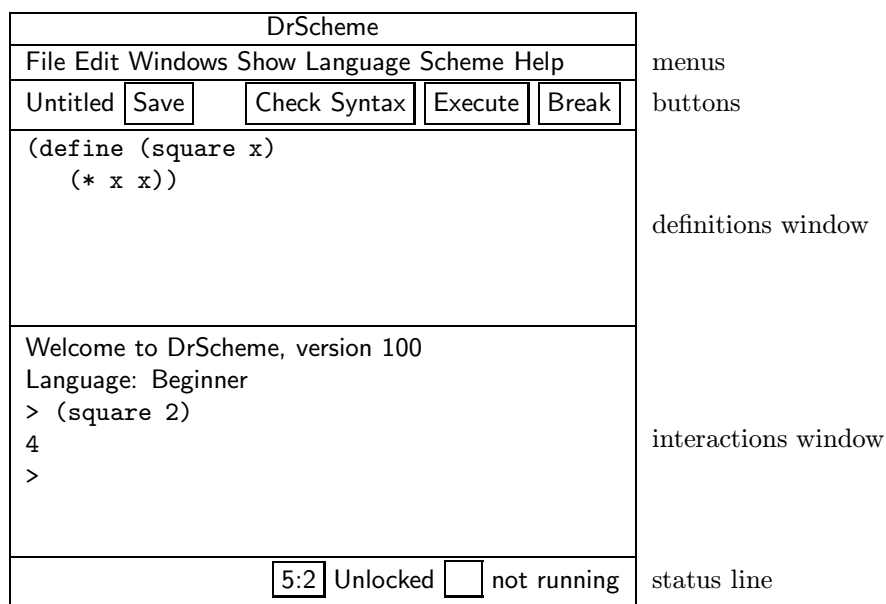 DrScheme
File Edit Windows Show Language Scheme Help menus
Untitled Save Check Syntax Execute Break buttons
(define (square x)
(* x x))
definitions window
Welcome to DrScheme, version 100
Language: Beginner
> (square 2)
4 interactions window
>
5:2 Unlocked not running status line